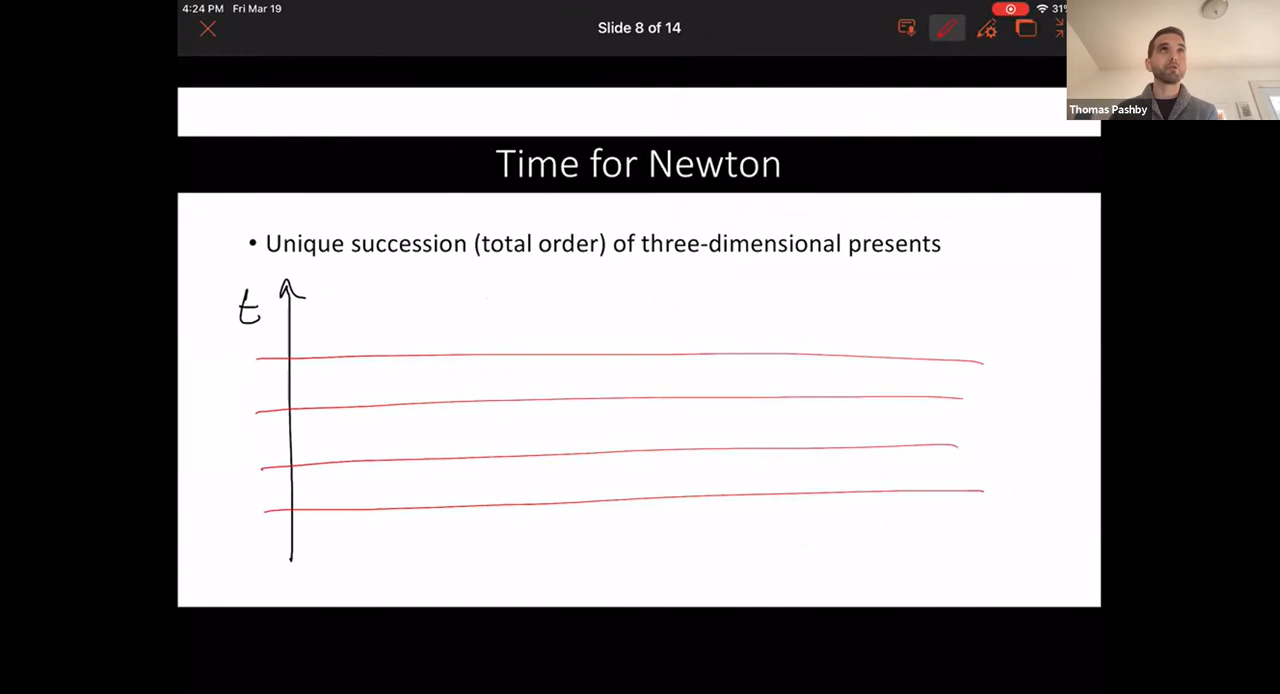 4:24 PM Fri Mar 19
31%
Slide 8 of 14
Thomas Pashby
Time for Newton
• Unique succession (total order) of three-dimensional presents
t